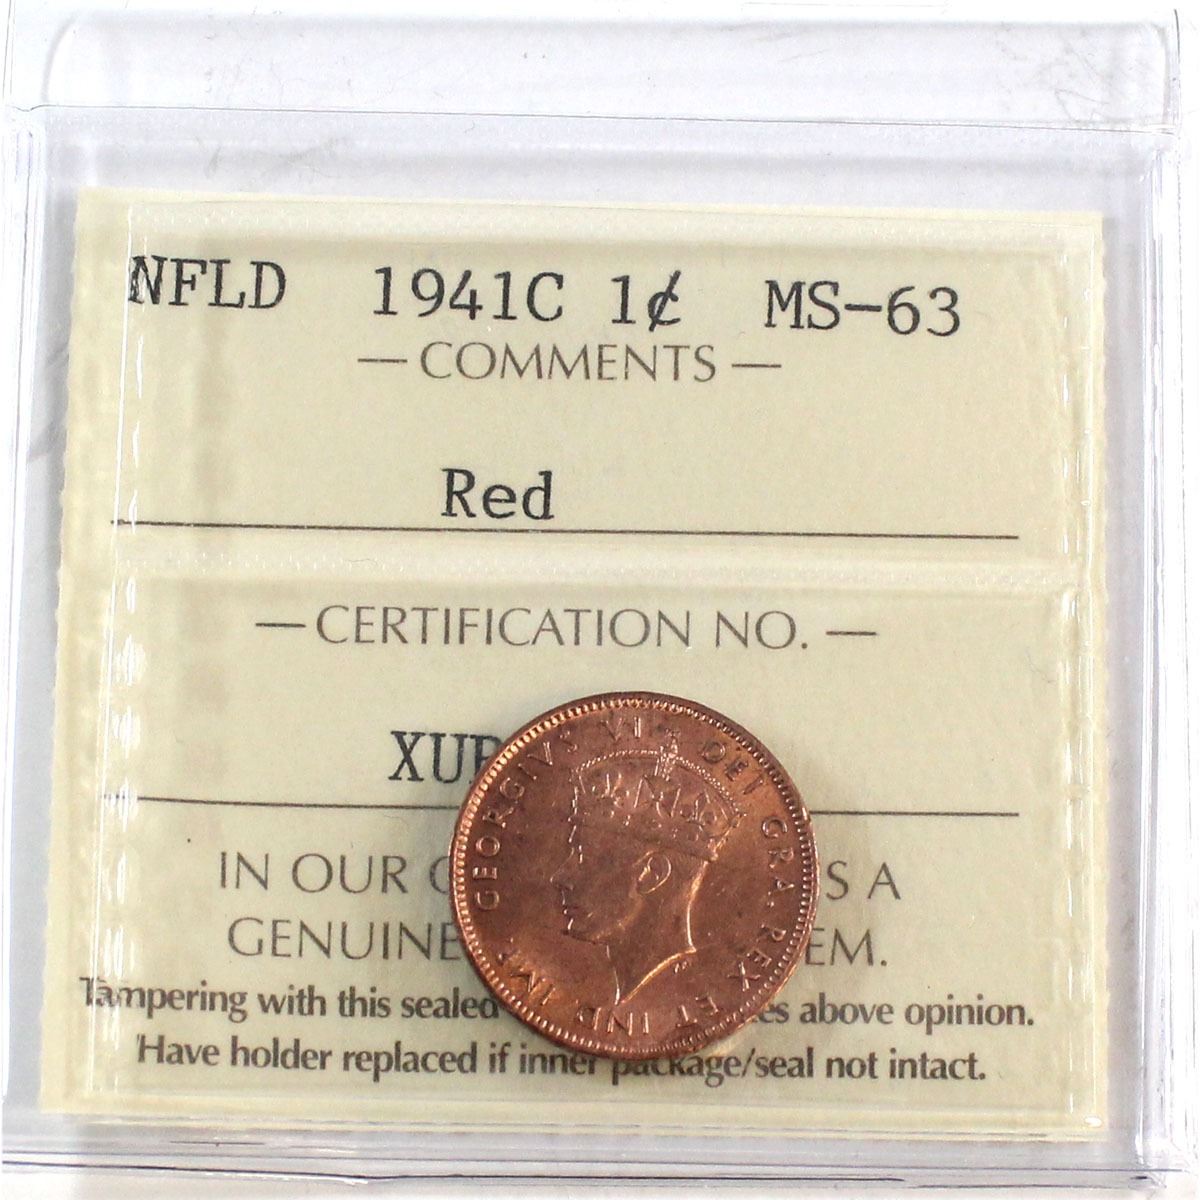 NFLD 1941C 1¢ MS-63
— COMMENTS —
Red
— CERTIFICATION NO. —
XU
IN OUR S A
GENUINE EM.
Tampering with this sealed es above opinion.
Have holder replaced if inner package/seal not intact.
GEORGIVS VI DEI GRA. REX ET IND. IMP.